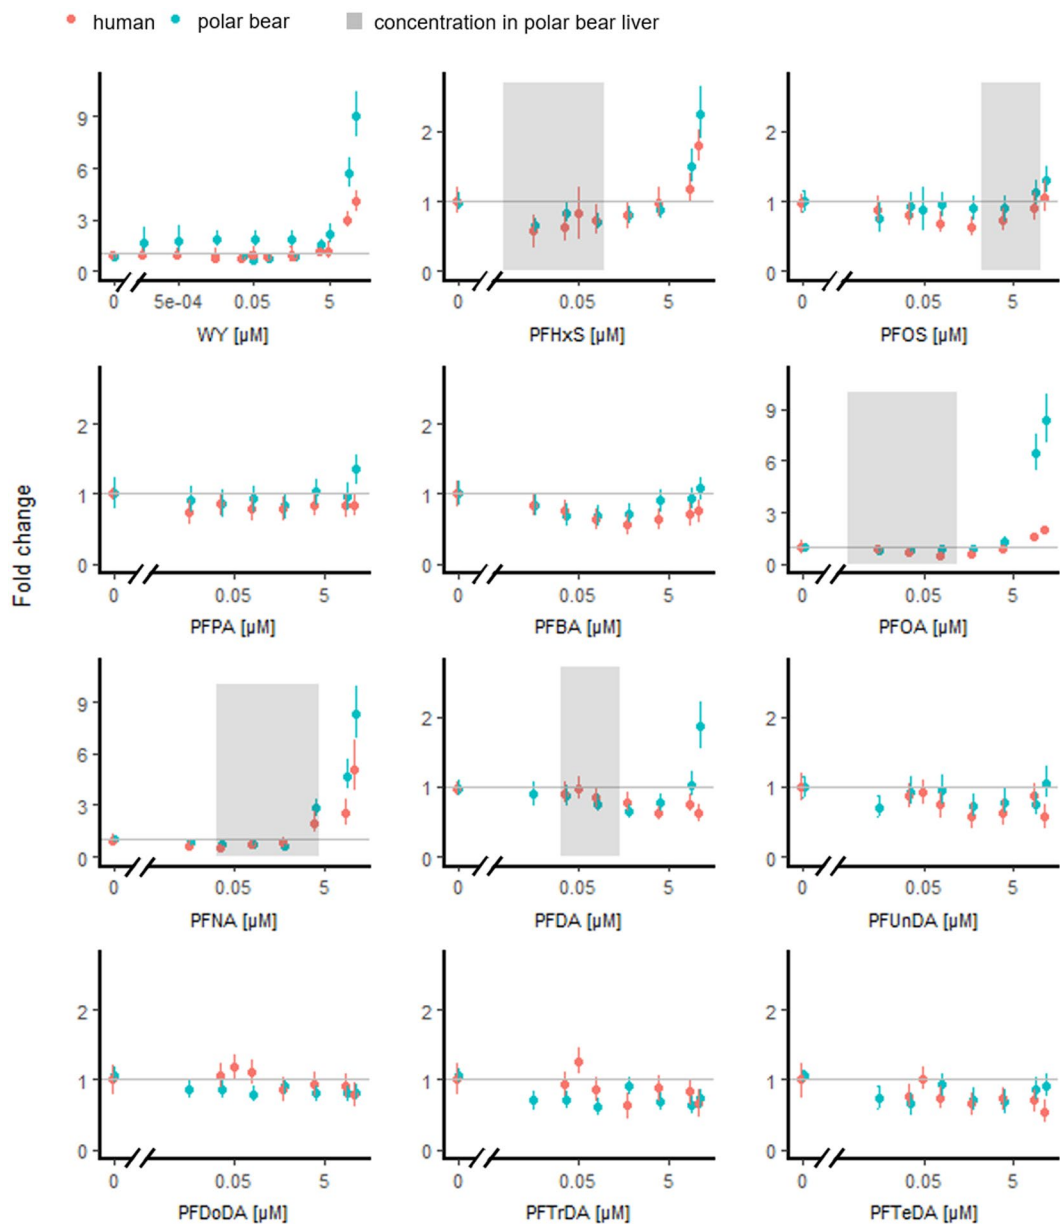 human polar bear concentration in polar bear liver
Fold change
9
6
3
0
0 5e-04 0.05 5
WY [µM]
2
1
0
0 0.05 5
PFHxS [µM]
2
1
0
0 0.05 5
PFOS [µM]
2
1
0
0 0.05 5
PFPA [µM]
2
1
0
0 0.05 5
PFBA [µM]
9
6
3
0
0 0.05 5
PFOA [µM]
9
6
3
0
0 0.05 5
PFNA [µM]
2
1
0
0 0.05 5
PFDA [µM]
2
1
0
0 0.05 5
PFUnDA [µM]
2
1
0
0 0.05 5
PFDoDA [µM]
2
1
0
0 0.05 5
PFTrDA [µM]
2
1
0
0 0.05 5
PFTeDA [µM]